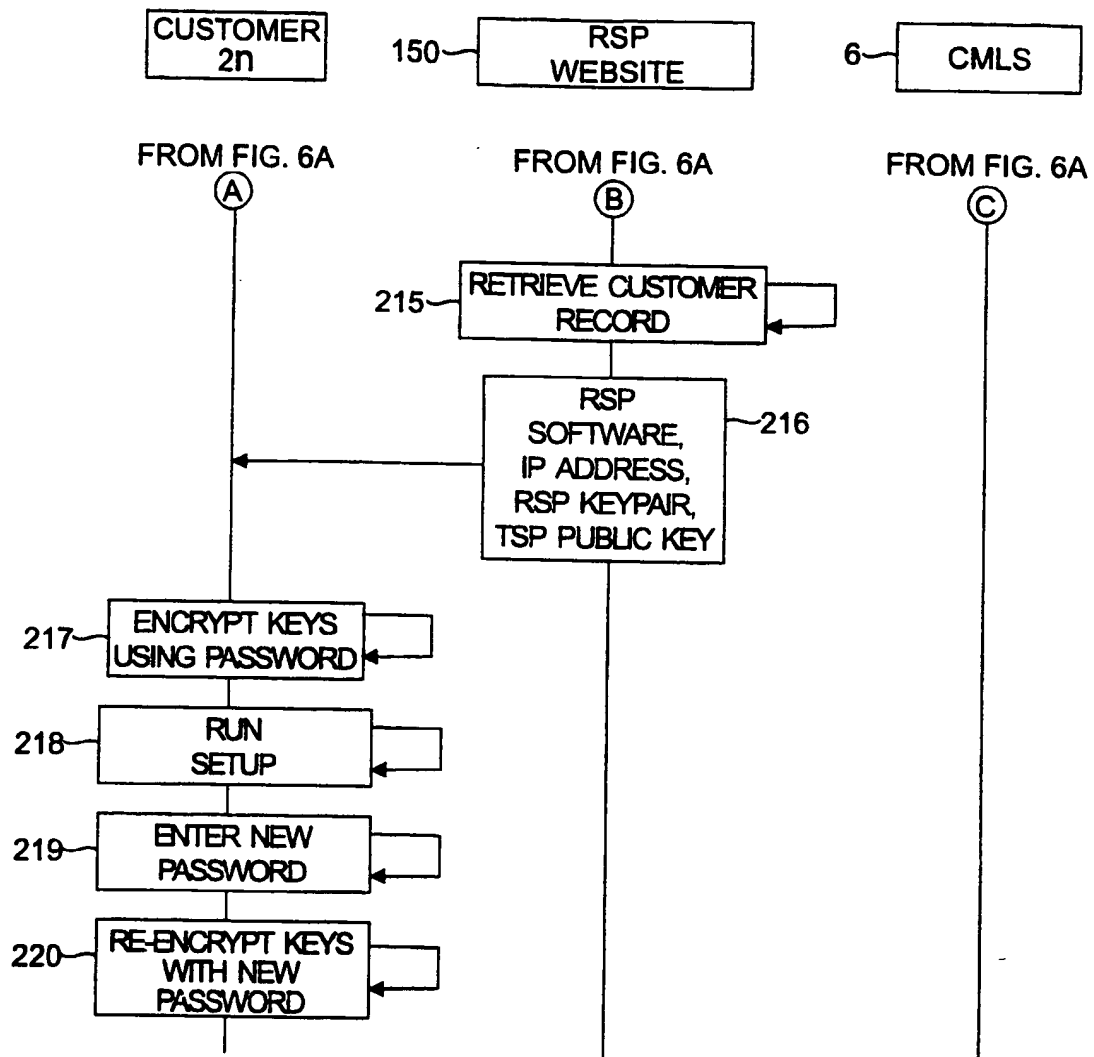 CUSTOMER
2n
150
RSP
WEBSITE
6
CMLS
FROM FIG. 6A
A
FROM FIG. 6A
B
FROM FIG. 6A
C
215
RETRIEVE CUSTOMER
RECORD
RSP
SOFTWARE,
IP ADDRESS,
RSP KEYPAIR,
TSP PUBLIC KEY
216
217
ENCRYPT KEYS
USING PASSWORD
218
RUN
SETUP
219
ENTER NEW
PASSWORD
220
RE-ENCRYPT KEYS
WITH NEW
PASSWORD